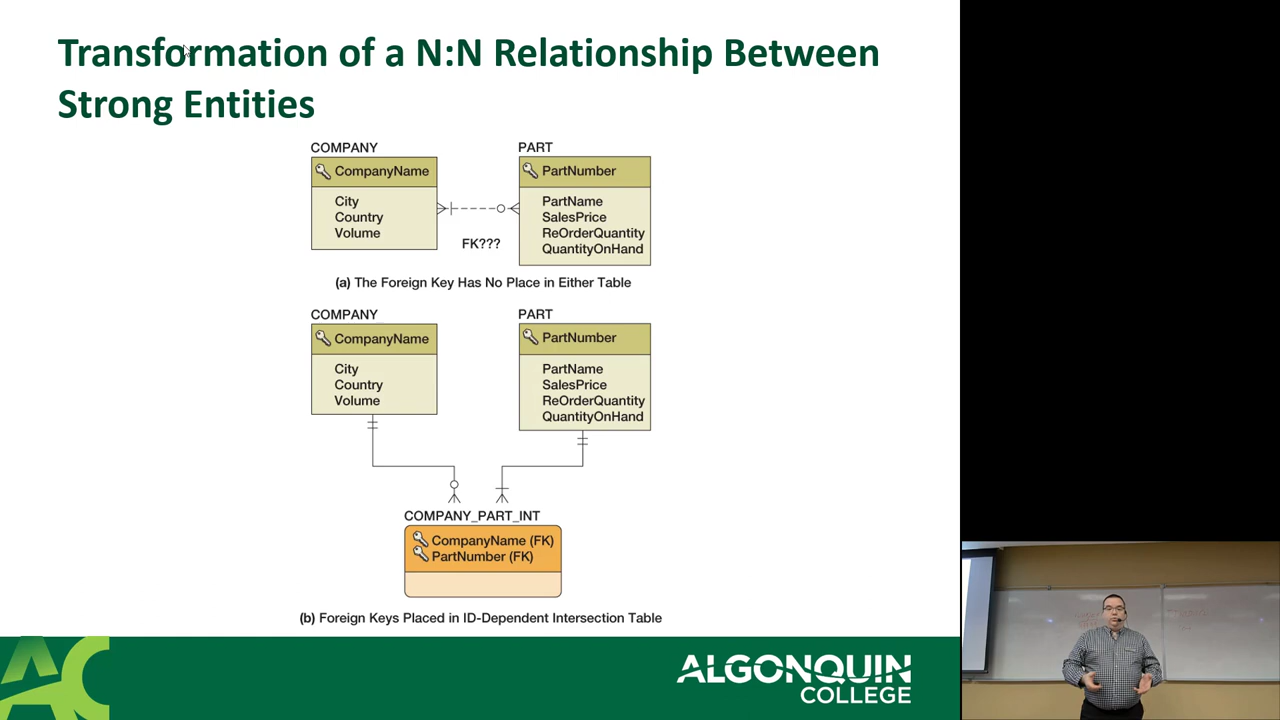 Transformation of a N:N Relationship Between
Strong Entities
COMPANY
CompanyName
City
Country
Volume
FK???
PART
PartNumber
PartName
SalesPrice
ReOrderQuantity
QuantityOnHand
(a) The Foreign Key Has No Place in Either Table
COMPANY
CompanyName
City
Country
Volume
PART
PartNumber
PartName
SalesPrice
ReOrderQuantity
QuantityOnHand
COMPANY_PART_INT
CompanyName (FK)
PartNumber (FK)
(b) Foreign Keys Placed in ID-Dependent Intersection Table
ALGONQUIN
COLLEGE